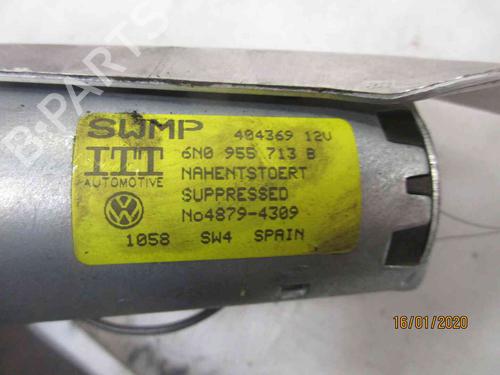 SWMP 404369 12V
ITT 6N0 955 713 B
AUTOMOTIVE NAHENTSTOERT
SUPPRESSED
No4879-4309
1058 SW4 SPAIN
B-PARTS
16/01/2020